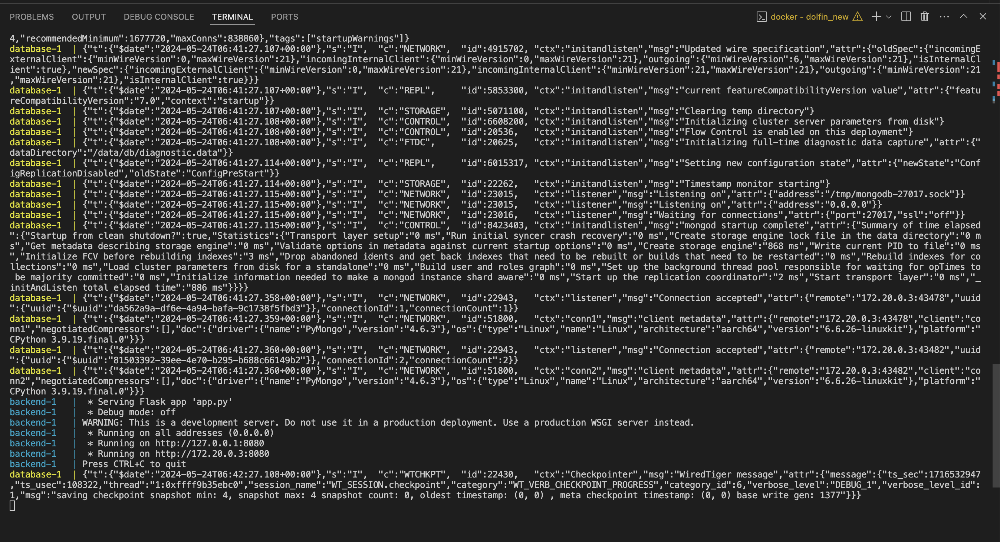 PROBLEMS OUTPUT DEBUG CONSOLE TERMINAL PORTS docker - dolfin_new
4,"recommendedMinimum":1677720,"maxConns":838860},"tags":["startupWarnings"]}
database-1  | {"t":{"$date":"2024-05-24T06:41:27.107+00:00"},"s":"I",  "c":"NETWORK",  "id":4915702, "ctx":"initandlisten","msg":"Updated wire specification","attr":{"oldSpec":{"incomingE
xternalClient":{"minWireVersion":0,"maxWireVersion":21},"incomingInternalClient":{"minWireVersion":0,"maxWireVersion":21},"outgoing":{"minWireVersion":6,"maxWireVersion":21},"isInternalCl
ient":true},"newSpec":{"incomingExternalClient":{"minWireVersion":0,"maxWireVersion":21},"incomingInternalClient":{"minWireVersion":21,"maxWireVersion":21},"outgoing":{"minWireVersion":21
,"maxWireVersion":21},"isInternalClient":true}}}
database-1  | {"t":{"$date":"2024-05-24T06:41:27.107+00:00"},"s":"I",  "c":"REPL",     "id":5853300, "ctx":"initandlisten","msg":"current featureCompatibilityVersion value","attr":{"featu
reCompatibilityVersion":"7.0","context":"startup"}}
database-1  | {"t":{"$date":"2024-05-24T06:41:27.107+00:00"},"s":"I",  "c":"STORAGE",  "id":5071100, "ctx":"initandlisten","msg":"Clearing temp directory"}
database-1  | {"t":{"$date":"2024-05-24T06:41:27.108+00:00"},"s":"I",  "c":"CONTROL",  "id":6608200, "ctx":"initandlisten","msg":"Initializing cluster server parameters from disk"}
database-1  | {"t":{"$date":"2024-05-24T06:41:27.108+00:00"},"s":"I",  "c":"CONTROL",  "id":20536,   "ctx":"initandlisten","msg":"Flow Control is enabled on this deployment"}
database-1  | {"t":{"$date":"2024-05-24T06:41:27.108+00:00"},"s":"I",  "c":"FTDC",     "id":20625,   "ctx":"initandlisten","msg":"Initializing full-time diagnostic data capture","attr":{"
dataDirectory":"/data/db/diagnostic.data"}}
database-1  | {"t":{"$date":"2024-05-24T06:41:27.114+00:00"},"s":"I",  "c":"REPL",     "id":6015317, "ctx":"initandlisten","msg":"Setting new configuration state","attr":{"newState":"Conf
igReplicationDisabled","oldState":"ConfigPreStart"}}
database-1  | {"t":{"$date":"2024-05-24T06:41:27.114+00:00"},"s":"I",  "c":"STORAGE",  "id":22262,   "ctx":"initandlisten","msg":"Timestamp monitor starting"}
database-1  | {"t":{"$date":"2024-05-24T06:41:27.115+00:00"},"s":"I",  "c":"NETWORK",  "id":23015,   "ctx":"listener","msg":"Listening on","attr":{"address":"/tmp/mongodb-27017.sock"}}
database-1  | {"t":{"$date":"2024-05-24T06:41:27.115+00:00"},"s":"I",  "c":"NETWORK",  "id":23015,   "ctx":"listener","msg":"Listening on","attr":{"address":"0.0.0.0"}}
database-1  | {"t":{"$date":"2024-05-24T06:41:27.115+00:00"},"s":"I",  "c":"NETWORK",  "id":23016,   "ctx":"listener","msg":"Waiting for connections","attr":{"port":27017,"ssl":"off"}}
database-1  | {"t":{"$date":"2024-05-24T06:41:27.115+00:00"},"s":"I",  "c":"CONTROL",  "id":8423403, "ctx":"initandlisten","msg":"mongod startup complete","attr":{"Summary of time elapsed
":{"Startup from clean shutdown?":true,"Statistics":{"Transport layer setup":"0 ms","Run initial syncer crash recovery":"0 ms","Create storage engine lock file in the data directory":"0 m
s","Get metadata describing storage engine":"0 ms","Validate options in metadata against current startup options":"0 ms","Create storage engine":"868 ms","Write current PID to file":"0 ms
","Initialize FCV before rebuilding indexes":"3 ms","Drop abandoned idents and get back indexes that need to be rebuilt or builds that need to be restarted":"0 ms","Rebuild indexes for co
llections":"0 ms","Load cluster parameters from disk for a standalone":"0 ms","Build user and roles graph":"0 ms","Set up the background thread pool responsible for waiting for opTimes to
 be majority committed":"0 ms","Initialize information needed to make a mongod instance shard aware":"0 ms","Start up the replication coordinator":"2 ms","Start transport layer":"0 ms","_
initAndListen total elapsed time":"886 ms"}}}}
database-1  | {"t":{"$date":"2024-05-24T06:41:27.358+00:00"},"s":"I",  "c":"NETWORK",  "id":22943,   "ctx":"listener","msg":"Connection accepted","attr":{"remote":"172.20.0.3:43478","uuid
":{"uuid":{"$uuid":"da562a9a-df6e-4a94-bafa-9c1738f5fbd3"}},"connectionId":1,"connectionCount":1}}
database-1  | {"t":{"$date":"2024-05-24T06:41:27.359+00:00"},"s":"I",  "c":"NETWORK",  "id":51800,   "ctx":"conn1","msg":"client metadata","attr":{"remote":"172.20.0.3:43478","client":"co
nn1","negotiatedCompressors":[],"doc":{"driver":{"name":"PyMongo","version":"4.6.3"},"os":{"type":"Linux","name":"Linux","architecture":"aarch64","version":"6.6.26-linuxkit"},"platform":"
CPython 3.9.19.final.0"}}}
database-1  | {"t":{"$date":"2024-05-24T06:41:27.360+00:00"},"s":"I",  "c":"NETWORK",  "id":22943,   "ctx":"listener","msg":"Connection accepted","attr":{"remote":"172.20.0.3:43482","uuid
":{"uuid":{"$uuid":"81503392-39ee-4e70-b295-b688c66149b2"}},"connectionId":2,"connectionCount":2}}
database-1  | {"t":{"$date":"2024-05-24T06:41:27.360+00:00"},"s":"I",  "c":"NETWORK",  "id":51800,   "ctx":"conn2","msg":"client metadata","attr":{"remote":"172.20.0.3:43482","client":"co
nn2","negotiatedCompressors":[],"doc":{"driver":{"name":"PyMongo","version":"4.6.3"},"os":{"type":"Linux","name":"Linux","architecture":"aarch64","version":"6.6.26-linuxkit"},"platform":"
CPython 3.9.19.final.0"}}}
backend-1   |  * Serving Flask app 'app.py'
backend-1   |  * Debug mode: off
backend-1   | WARNING: This is a development server. Do not use it in a production deployment. Use a production WSGI server instead.
backend-1   |  * Running on all addresses (0.0.0.0)
backend-1   |  * Running on http://127.0.0.1:8080
backend-1   |  * Running on http://172.20.0.3:8080
backend-1   | Press CTRL+C to quit
database-1  | {"t":{"$date":"2024-05-24T06:42:27.108+00:00"},"s":"I",  "c":"WTCHKPT",  "id":22430,   "ctx":"Checkpointer","msg":"WiredTiger message","attr":{"message":{"ts_sec":1716532947
,"ts_usec":108322,"thread":"1:0xffff9b35ebc0","session_name":"WT_SESSION.checkpoint","category":"WT_VERB_CHECKPOINT_PROGRESS","category_id":6,"verbose_level":"DEBUG_1","verbose_level_id":
1,"msg":"saving checkpoint snapshot min: 4, snapshot max: 4 snapshot count: 0, oldest timestamp: (0, 0) , meta checkpoint timestamp: (0, 0) base write gen: 1377"}}}